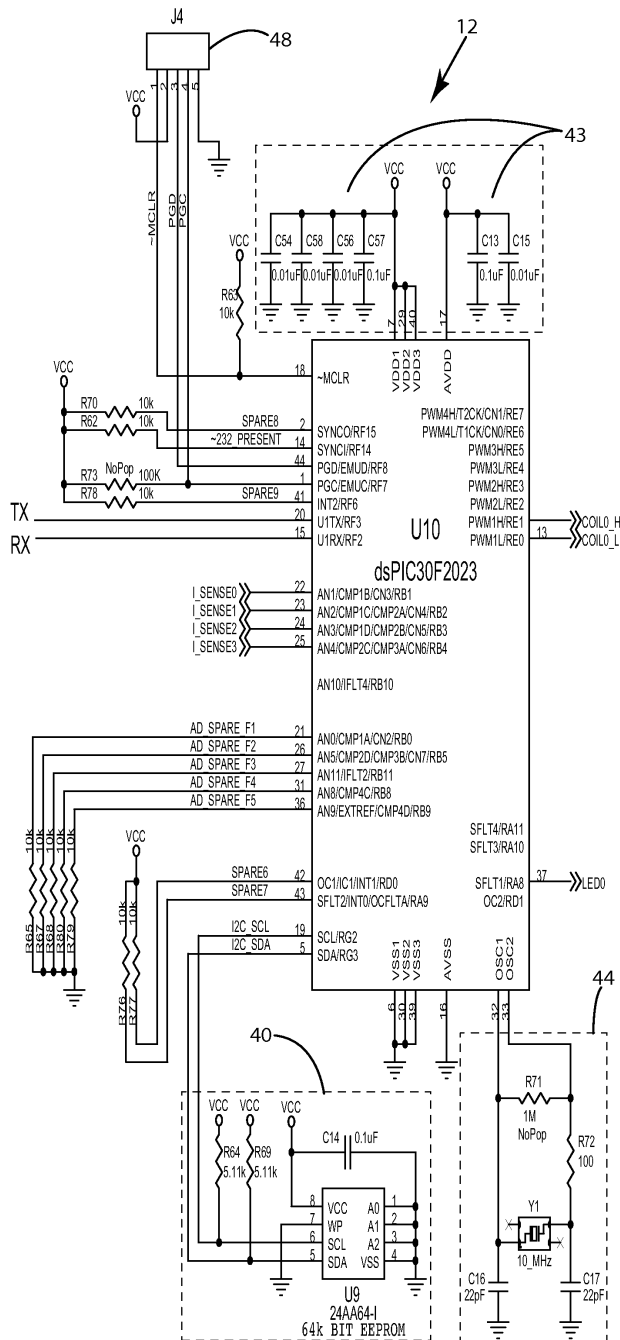 J4
48
12
VCC
1
2
3
4
5
43
VCC
VCC
~MCLR
PGD
PGC
VCC
C54
C58
C56
C57
C13
C15
0.01uF
0.01uF
0.01uF
0.1uF
0.1uF
0.01uF
R63
10k
7
29
40
17
VDD1
VDD2
VDD3
AVDD
VCC
18
~MCLR
R70
10k
SPARE8
2
SYNCO/RF15
R62
10k
~232_PRESENT
14
SYNCI/RF14
44
PGD/EMUD/RF8
R73
NoPop
100K
1
PGC/EMUC/RF7
R78
10k
SPARE9
41
INT2/RF6
TX
20
U1TX/RF3
RX
15
U1RX/RF2
PWM4H/T2CK/CN1/RE7
PWM4L/T1CK/CN0/RE6
PWM3H/RE5
PWM3L/RE4
PWM2H/RE3
PWM2L/RE2
PWM1H/RE1
COIL0_H
PWM1L/RE0
13
COIL0_L
U10
dsPIC30F2023
I_SENSE0
22
AN1/CMP1B/CN3/RB1
I_SENSE1
23
AN2/CMP1C/CMP2A/CN4/RB2
I_SENSE2
24
AN3/CMP1D/CMP2B/CN5/RB3
I_SENSE3
25
AN4/CMP2C/CMP3A/CN6/RB4
AN10/IFLT4/RB10
AD_SPARE_F1
21
AN0/CMP1A/CN2/RB0
AD_SPARE_F2
26
AN5/CMP2D/CMP3B/CN7/RB5
AD_SPARE_F3
27
AN11/IFLT2/RB11
AD_SPARE_F4
31
AN8/CMP4C/RB8
AD_SPARE_F5
36
AN9/EXTREF/CMP4D/RB9
SFLT4/RA11
SFLT3/RA10
10k
10k
10k
10k
10k
R65
R67
R68
R80
R79
VCC
10k
10k
R76
R77
SPARE6
42
OC1/IC1/INT1/RD0
SPARE7
43
SFLT2/INT0/OCFLTA/RA9
SFLT1/RA8
37
LED0
OC2/RD1
I2C_SCL
19
SCL/RG2
I2C_SDA
5
SDA/RG3
VSS1
VSS2
VSS3
AVSS
OSC1
OSC2
6
30
39
16
32
33
44
40
VCC
VCC
VCC
R64
5.11k
R69
5.11k
C14
0.1uF
8
VCC
A0
1
7
WP
A1
2
6
SCL
A2
3
5
SDA
VSS
4
U9
24AA64-I
64k BIT EEPROM
R71
1M
NoPop
R72
100
Y1
10_MHz
C16
22pF
C17
22pF